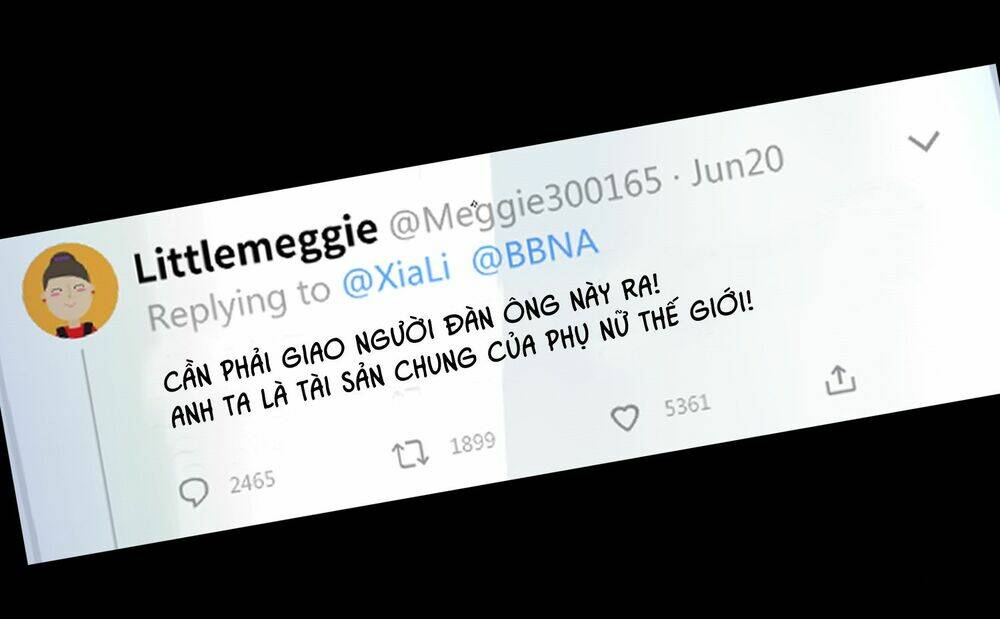 Littlemeggie @Meggie300165 · Jun20
Replying to @XiaLi @BBNA
CẦN PHẢI GIAO NGƯỜI ĐÀN ÔNG NÀY RA!
ANH TA LÀ TÀI SẢN CHUNG CỦA PHỤ NỮ THẾ GIỚI!
2465 1899 5361